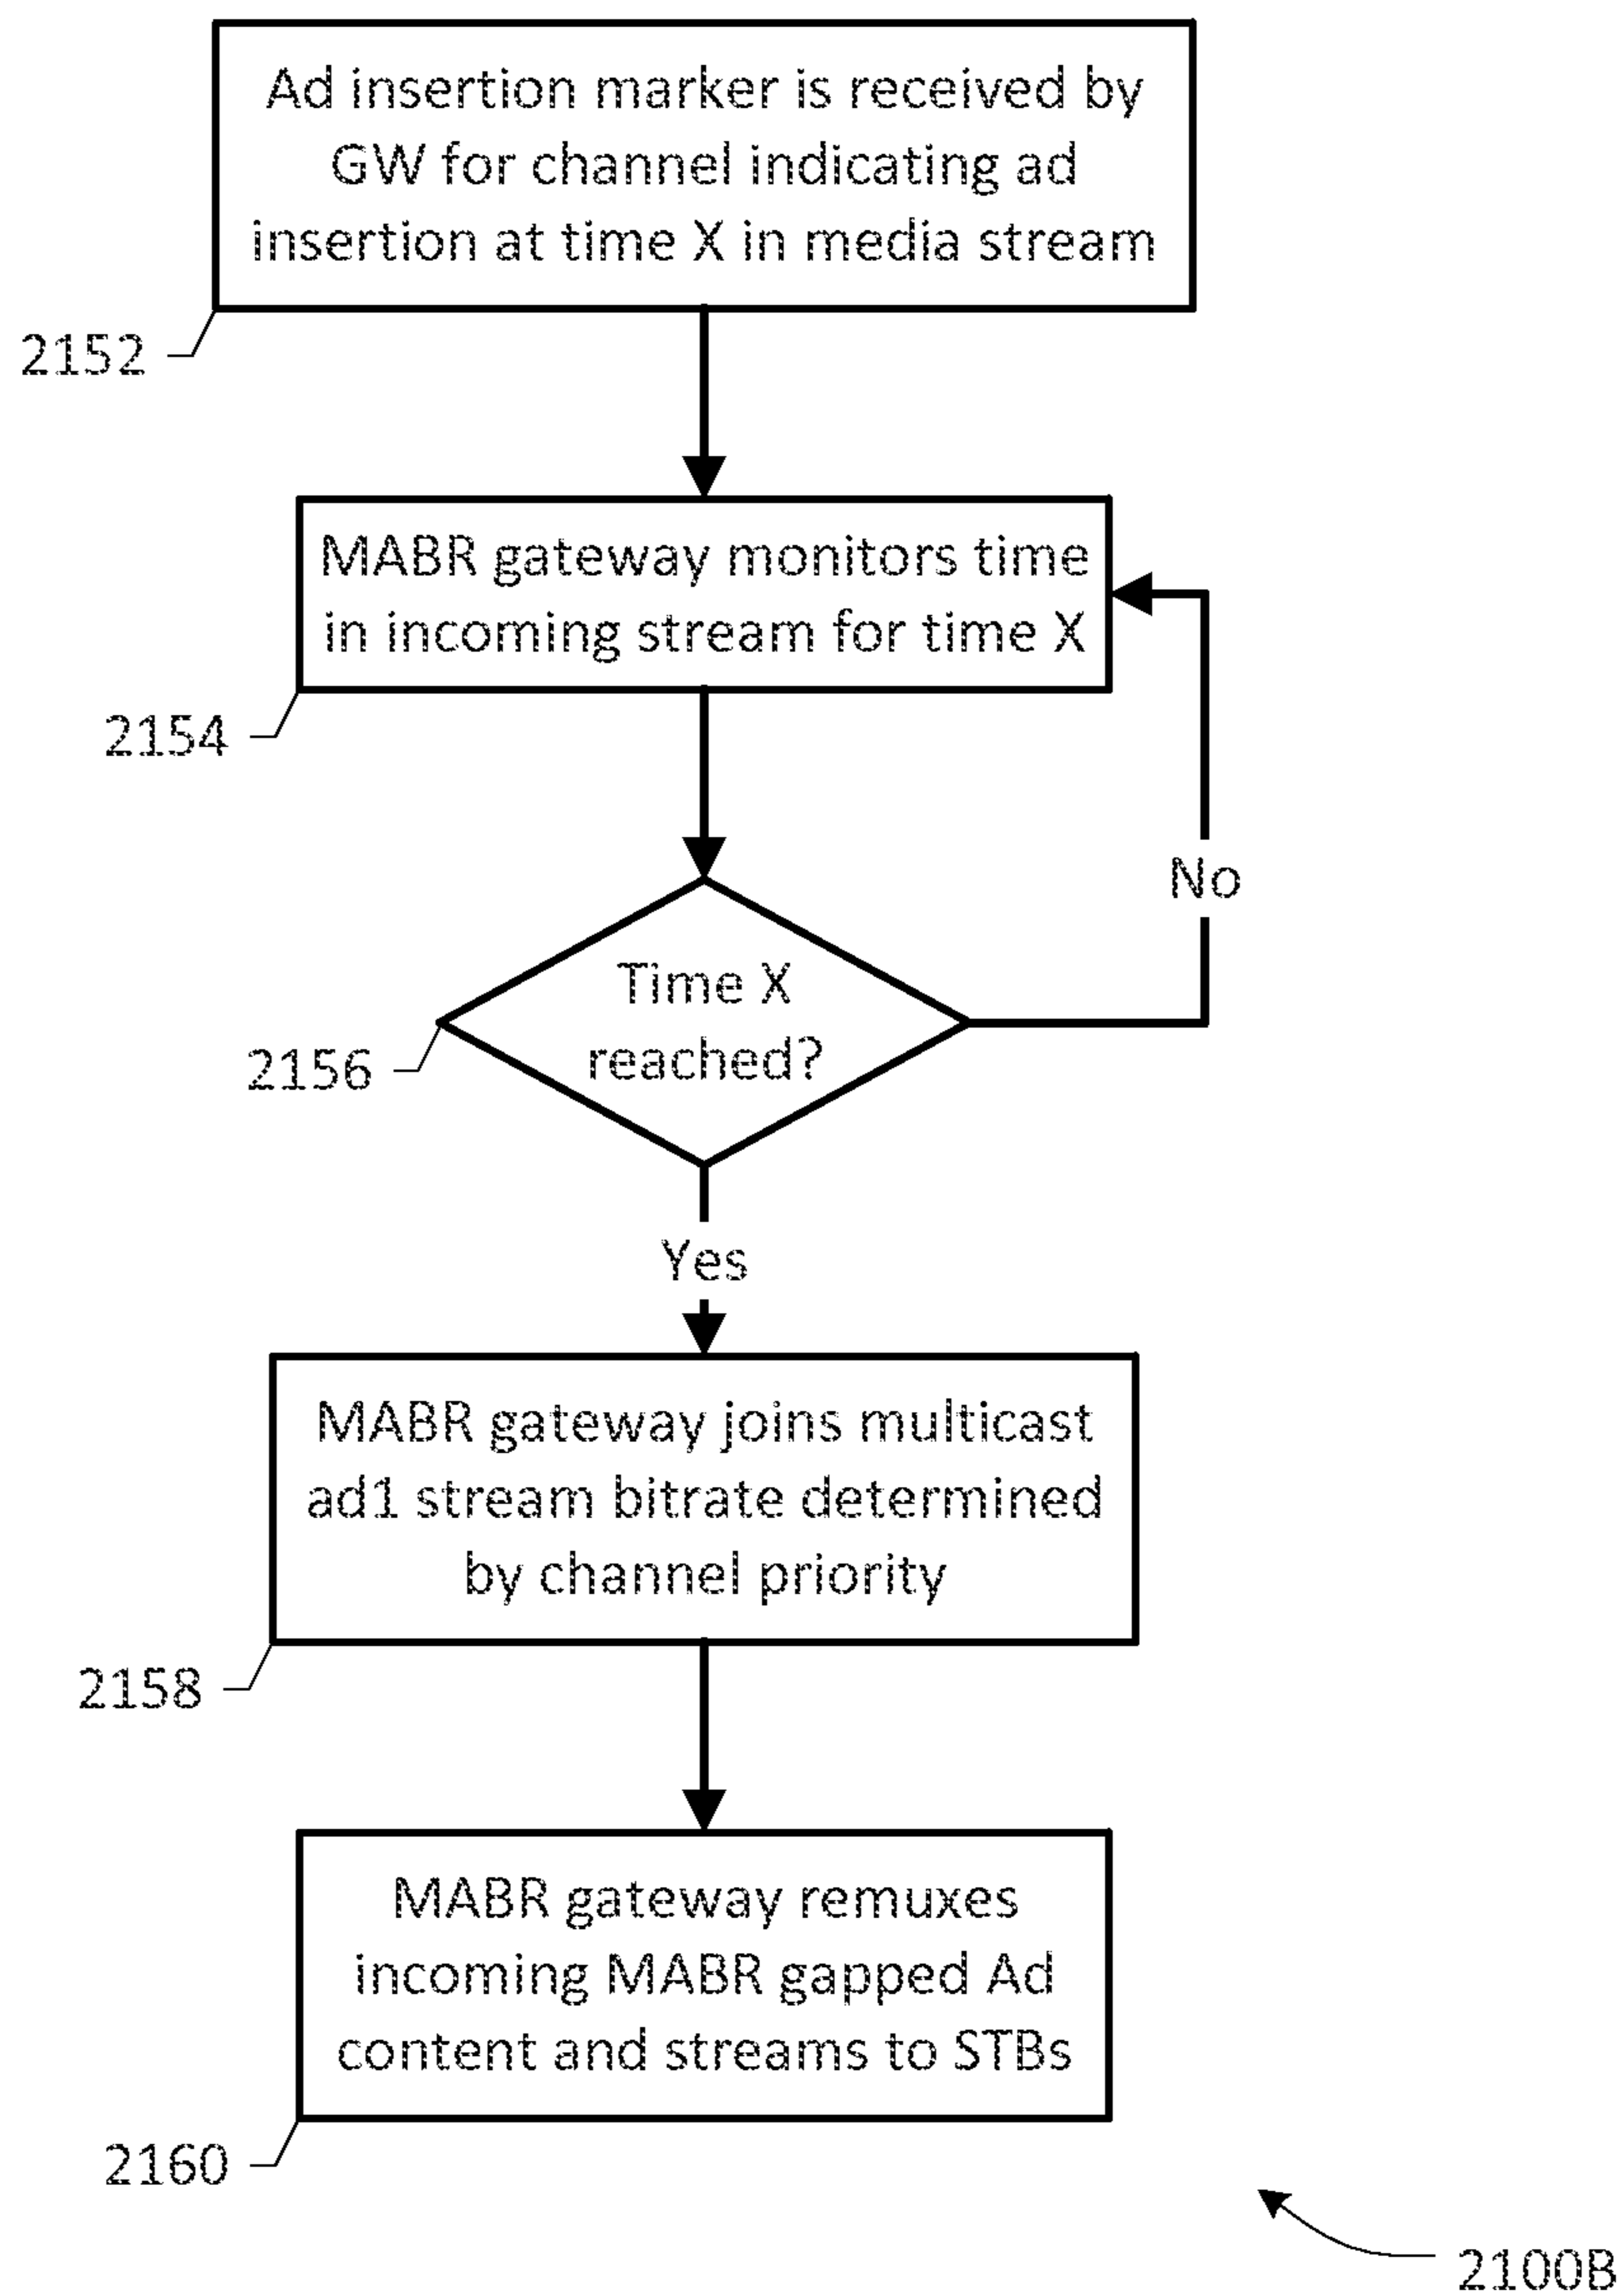 Ad insertion marker is received by
GW for channel indicating ad
insertion at time X in media stream
2152
MABR gateway monitors time
in incoming stream for time X
2154
No
Time X
reached?
2156
Yes
MABR gateway joins multicast
ad1 stream bitrate determined
by channel priority
2158
MABR gateway remuxes
incoming MABR gapped Ad
content and streams to STBs
2160
2100B